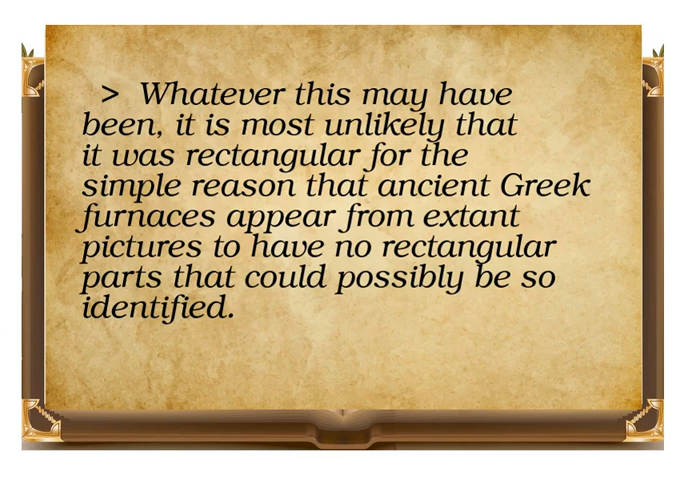 > Whatever this may have
been, it is most unlikely that
it was rectangular for the
simple reason that ancient Greek
furnaces appear from extant
pictures to have no rectangular
parts that could possibly be so
identified.